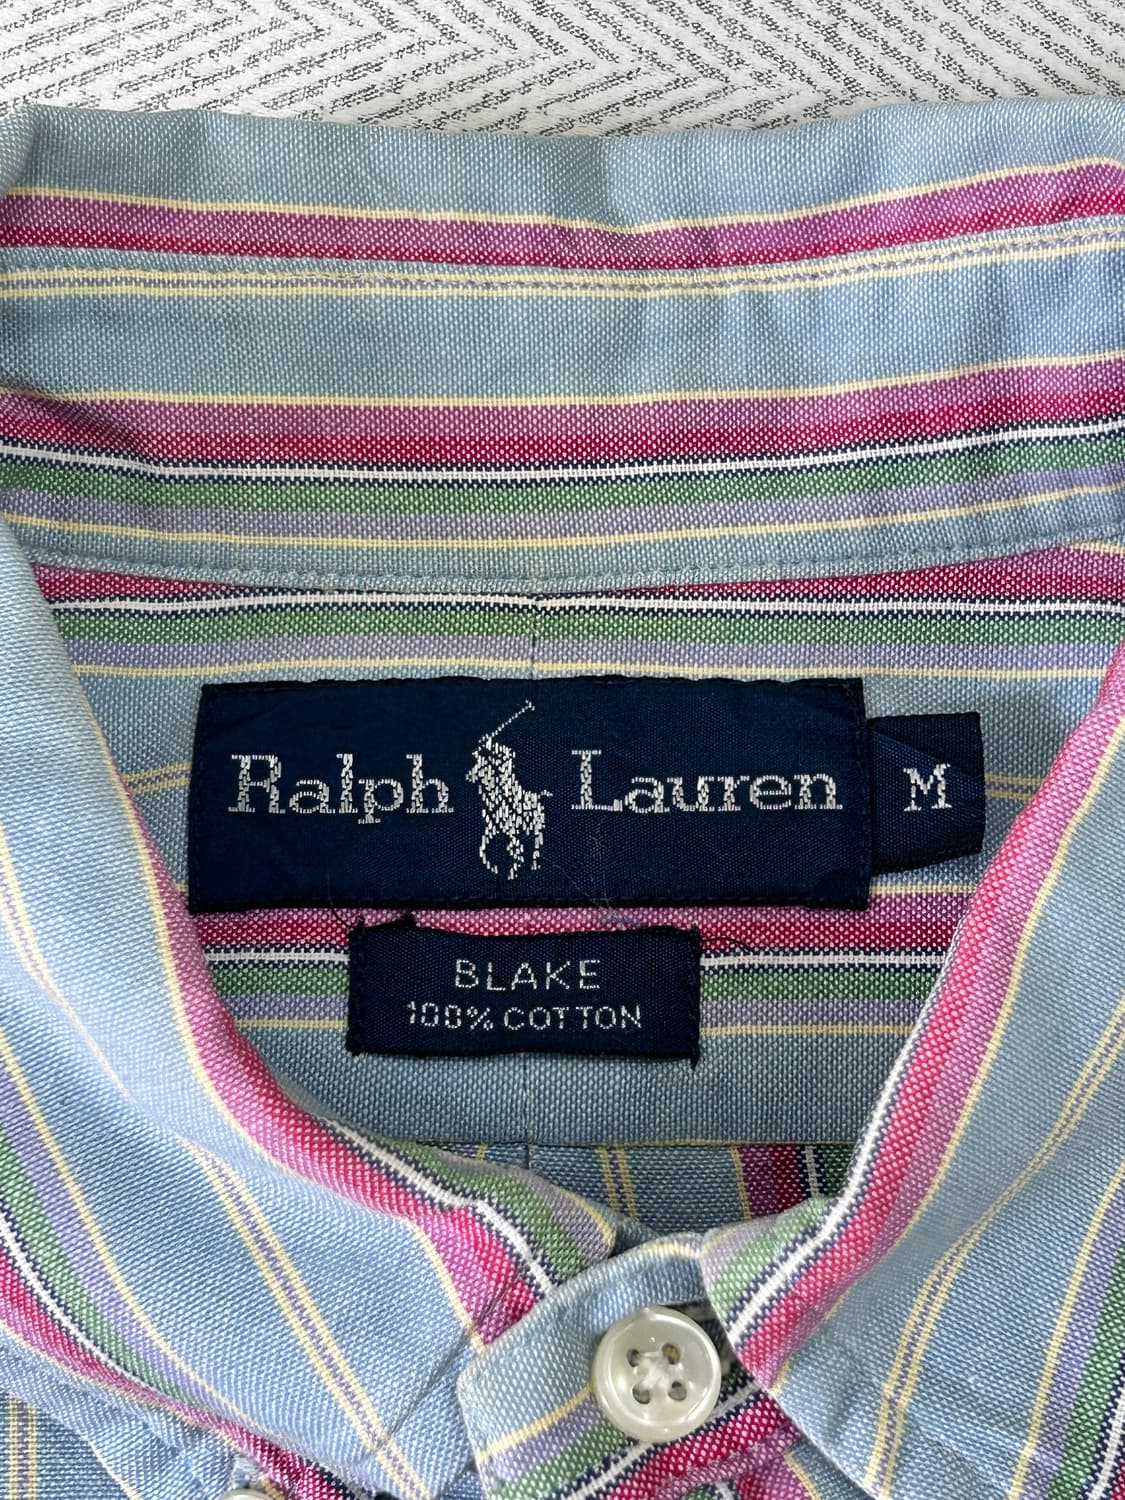 Ralph Lauren
M
BLAKE
100% COTTON